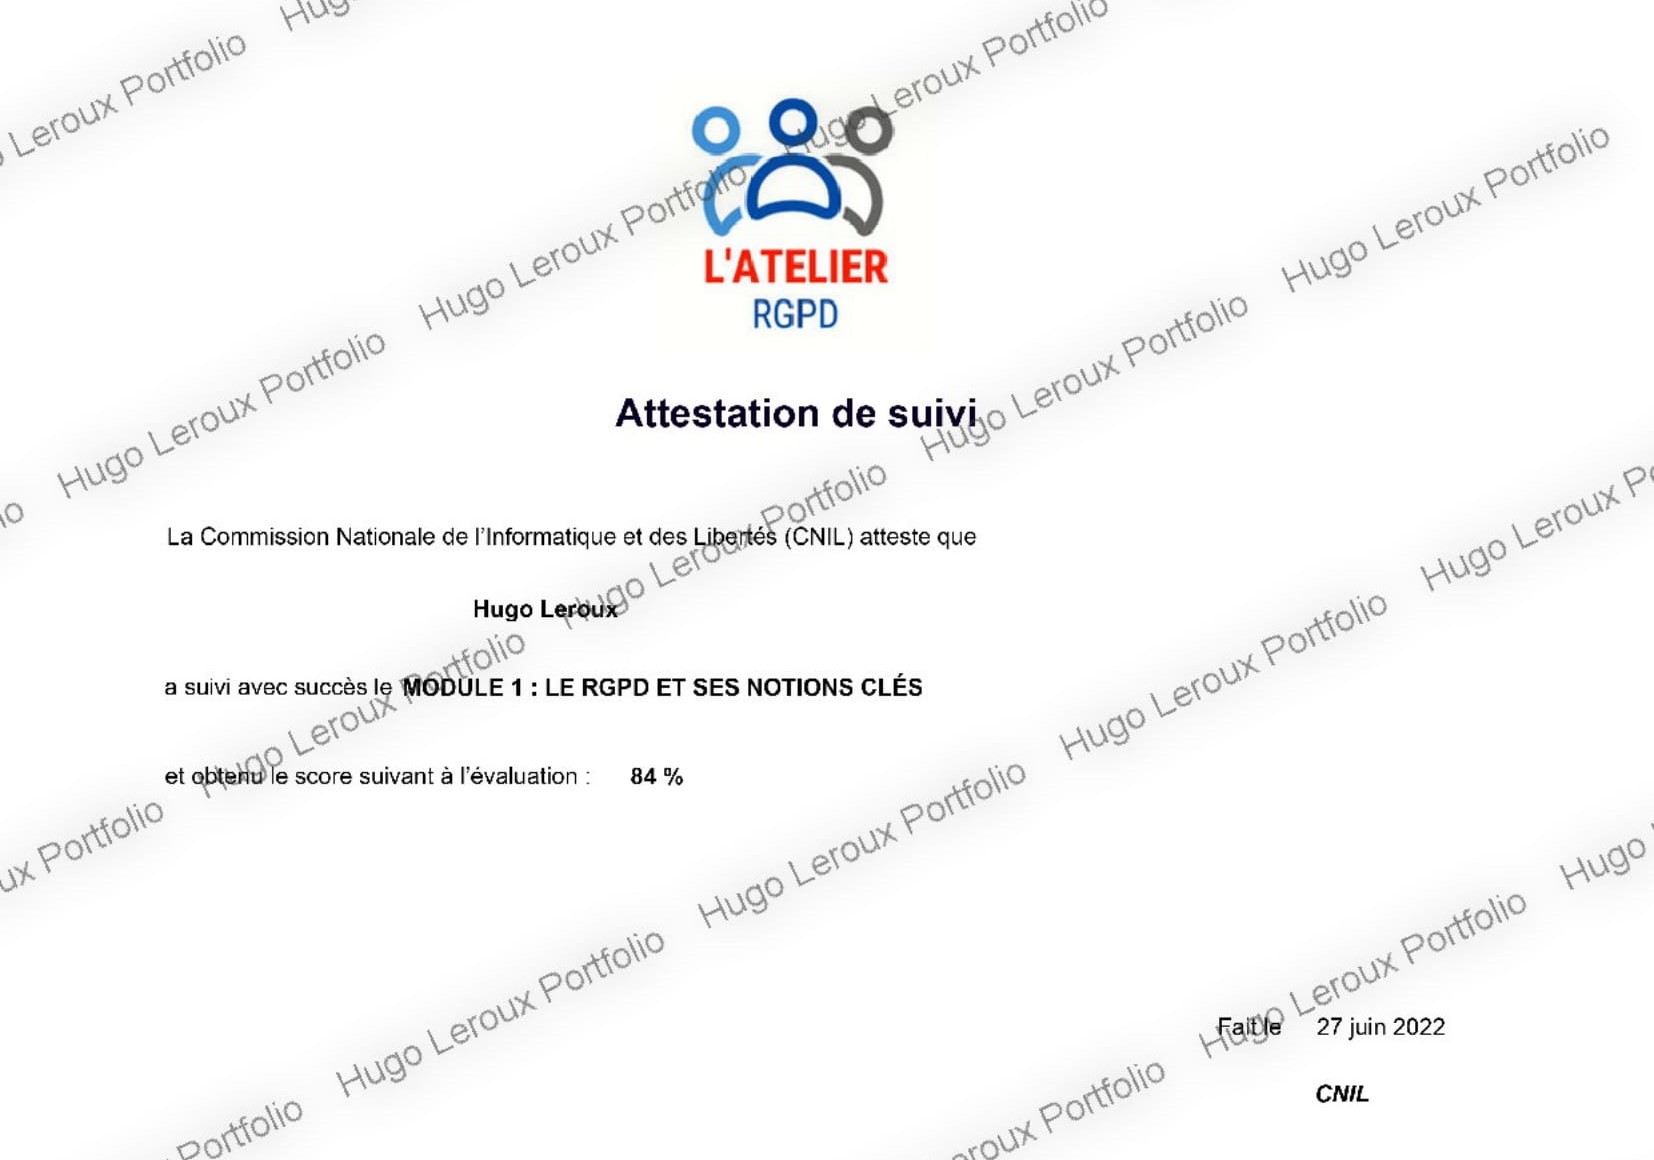 Hugo Leroux Portfolio
L'ATELIER
RGPD
Attestation de suivi
La Commission Nationale de l'Informatique et des Libertés (CNIL) atteste que
Hugo Leroux
a suivi avec succès le MODULE 1 : LE RGPD ET SES NOTIONS CLÉS
et obtenu le score suivant à l'évaluation : 84 %
Fait le 27 juin 2022
CNIL